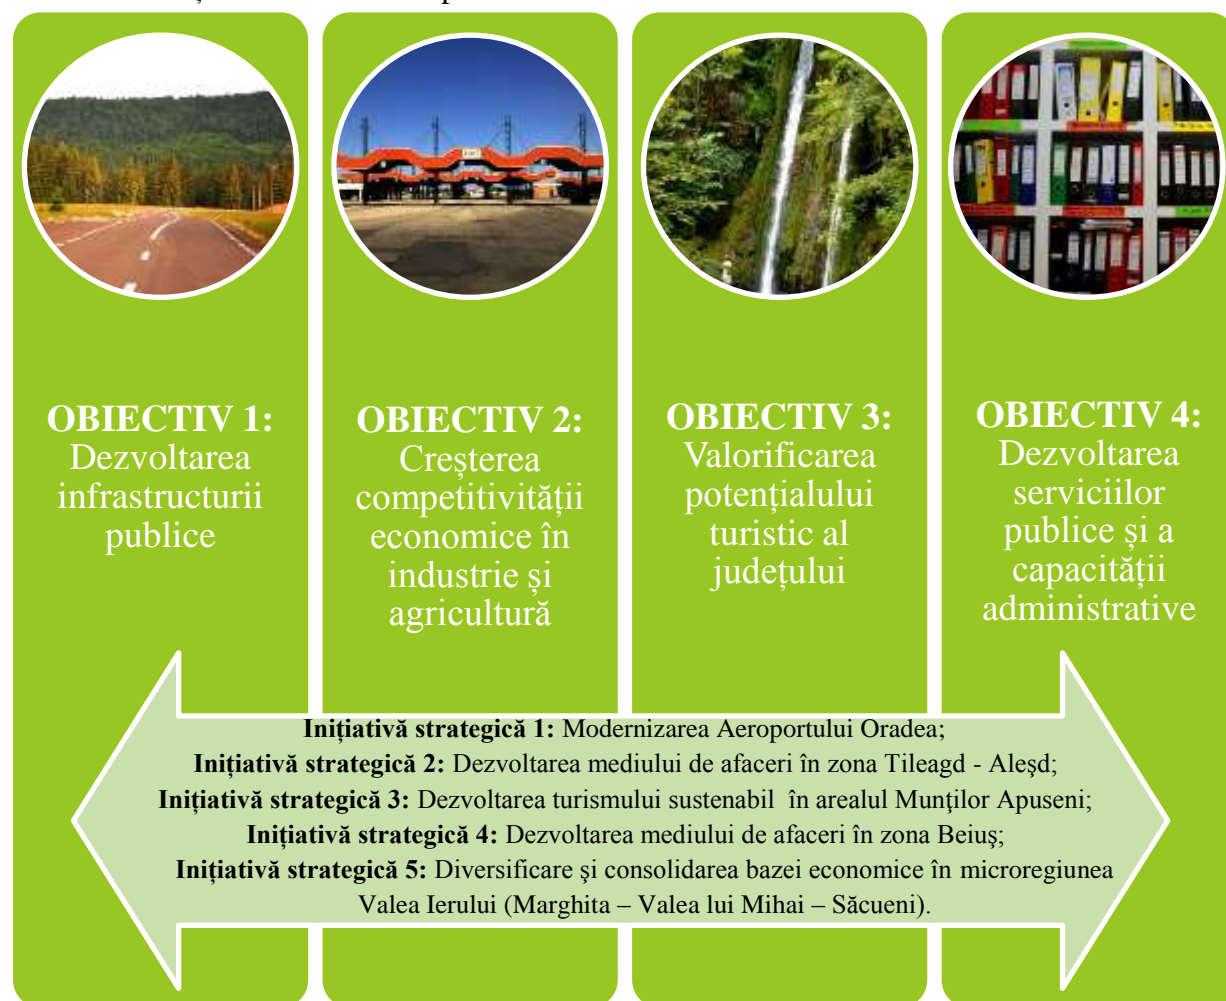 OBIECTIV 1:
Dezvoltarea
infrastructurii
publice
OBIECTIV 2:
Creșterea
competitivității
economice în
industrie și
agricultură
OBIECTIV 3:
Valorificarea
potențialului
turistic al
județului
OBIECTIV 4:
Dezvoltarea
serviciilor
publice și a
capacității
administrative
Inițiativă strategică 1: Modernizarea Aeroportului Oradea;
Inițiativă strategică 2: Dezvoltarea mediului de afaceri în zona Tileagd - Aleşd;
Inițiativă strategică 3: Dezvoltarea turismului sustenabil în arealul Munţilor Apuseni;
Inițiativă strategică 4: Dezvoltarea mediului de afaceri în zona Beiuş;
Inițiativă strategică 5: Diversificare şi consolidarea bazei economice în microregiunea
Valea Ierului (Marghita – Valea lui Mihai – Săcueni).